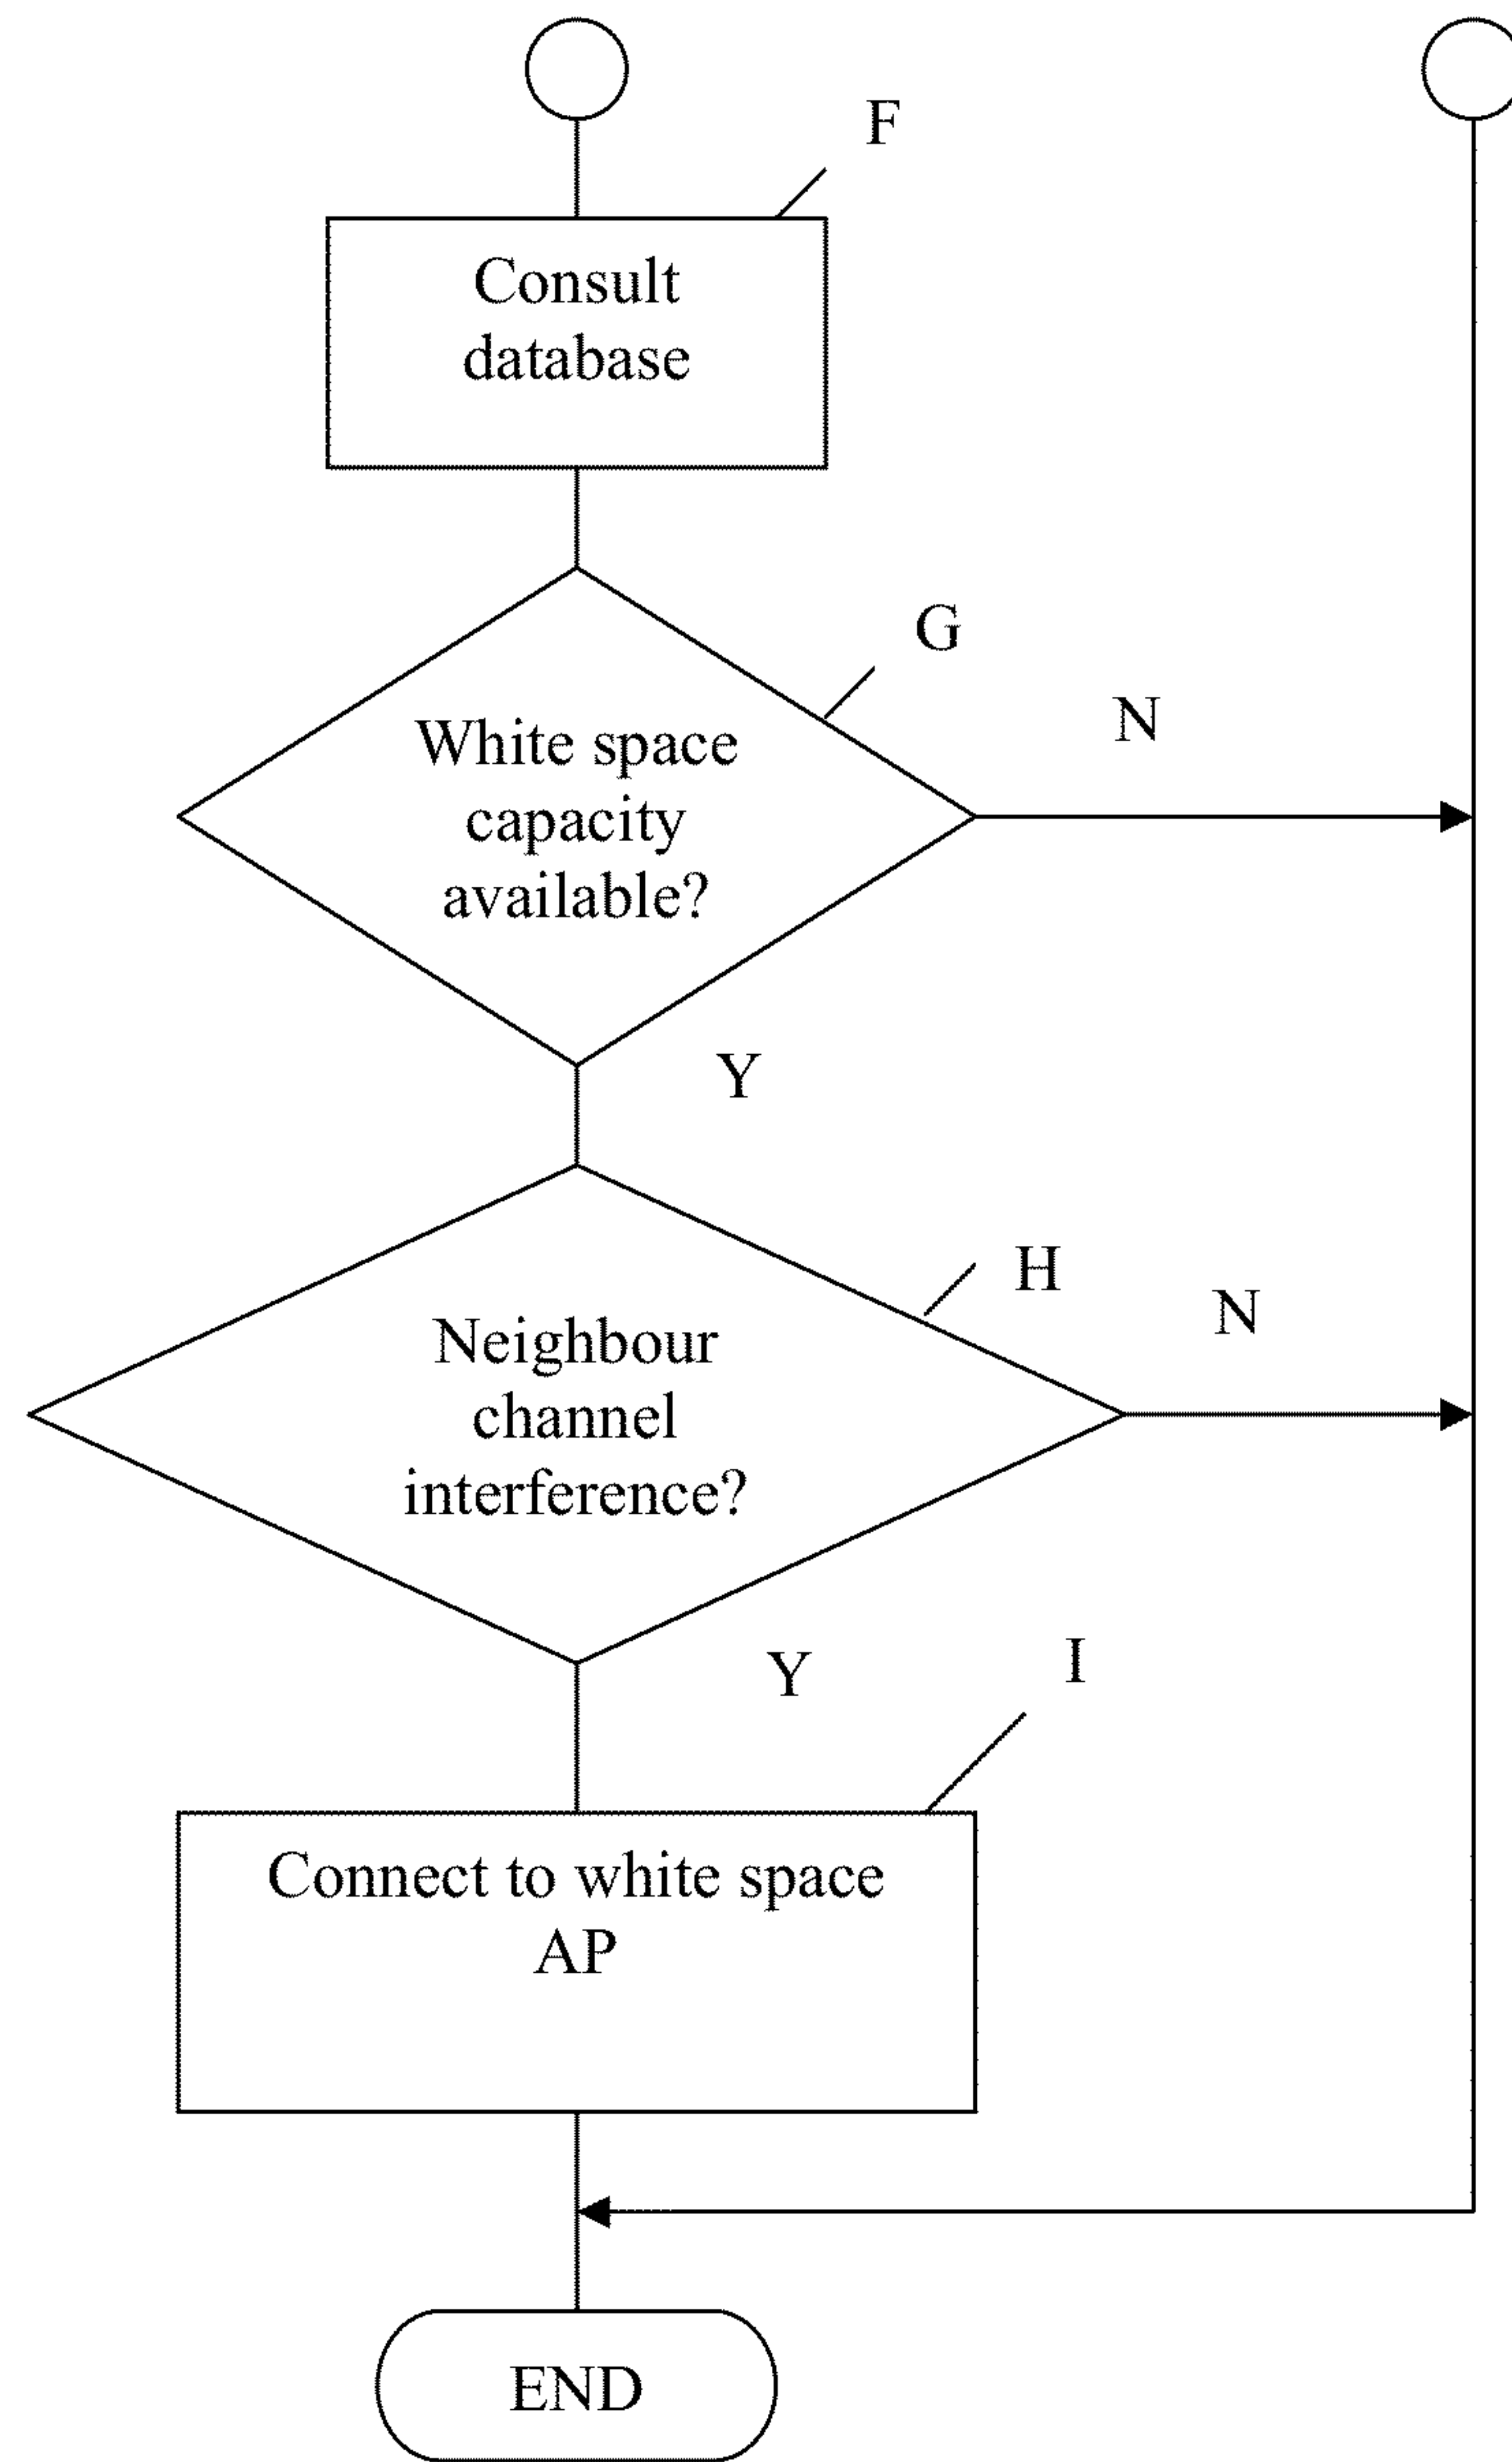 F
Consult
database
G
N
White space
capacity
available?
Y
H
N
Neighbour
channel
interference?
Y
I
Connect to white space
AP
END